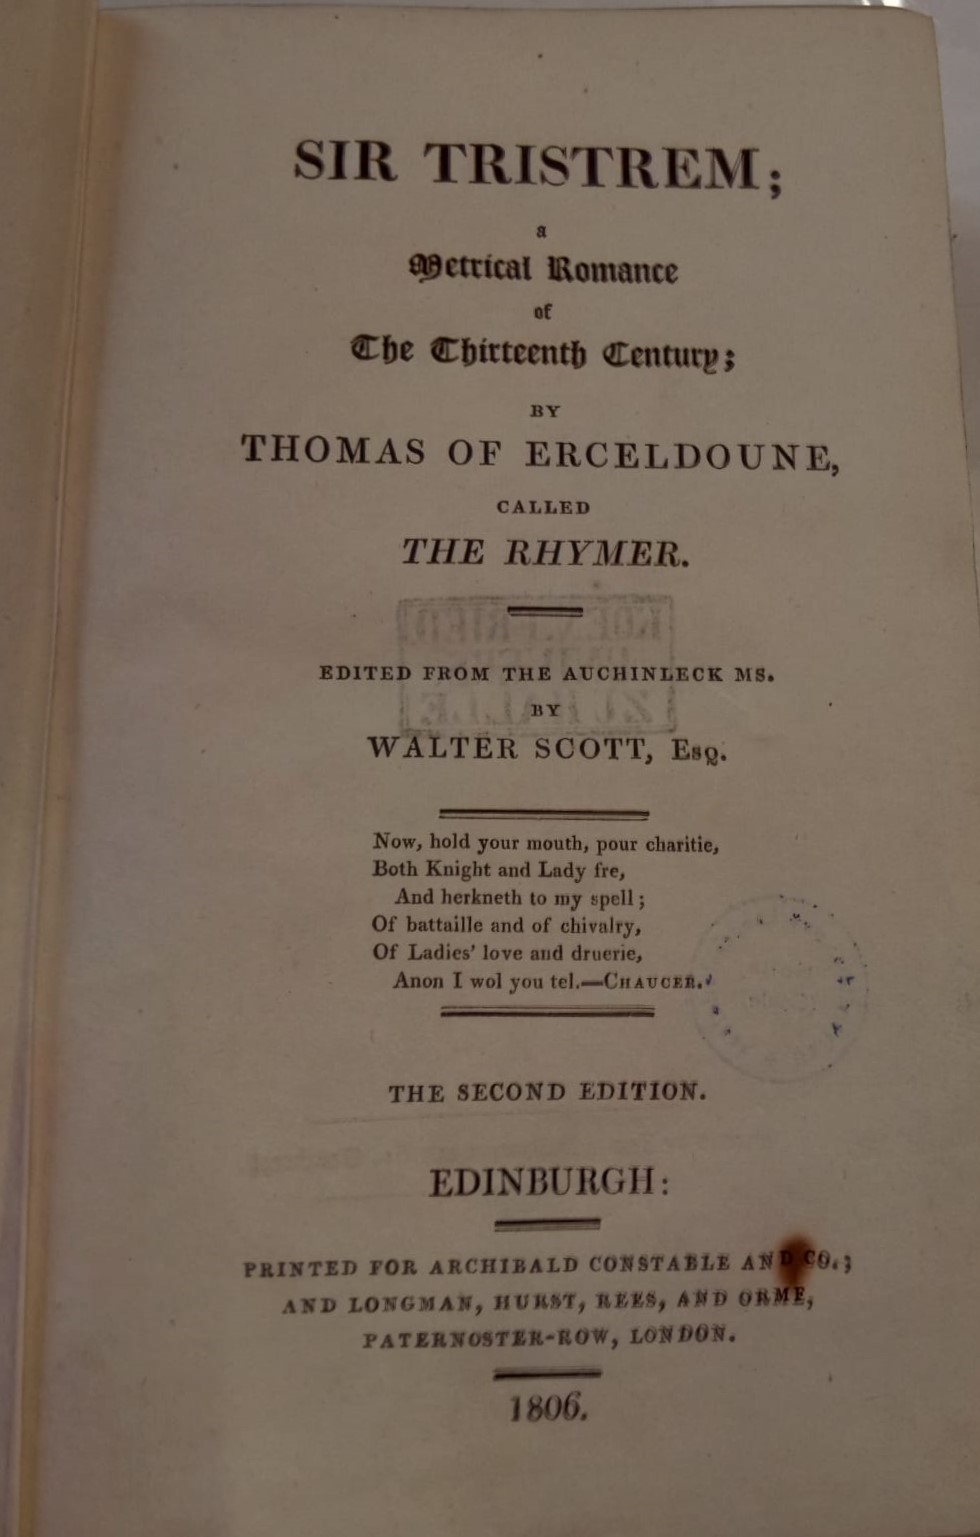 SIR TRISTREM;
a
Metrical Romance
of
The Thirteenth Century;
BY
THOMAS OF ERCELDOUNE,
CALLED
THE RHYMER.
EDITED FROM THE AUCHINLECK MS.
BY
WALTER SCOTT, Esq.
Now, hold your mouth, pour charitie,
Both Knight and Lady fre,
And herkneth to my spell;
Of battaille and of chivalry,
Of Ladies' love and druerie,
Anon I wol you tel.—CHAUCER.
THE SECOND EDITION.
EDINBURGH:
PRINTED FOR ARCHIBALD CONSTABLE AND CO.;
AND LONGMAN, HURST, REES, AND ORME,
PATERNOSTER-ROW, LONDON.
1806.